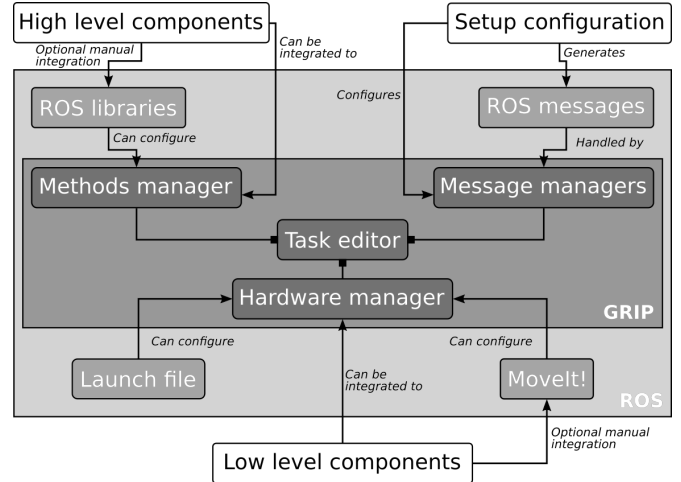 High level components
Setup configuration
Optional manual
integration
Can be
integrated to
Generates
Configures
ROS libraries
ROS messages
Can configure
Handled by
Methods manager
Message managers
Task editor
Hardware manager
GRIP
Can configure
Can configure
Launch file
Can be
integrated to
MoveIt!
ROS
Optional manual
integration
Low level components